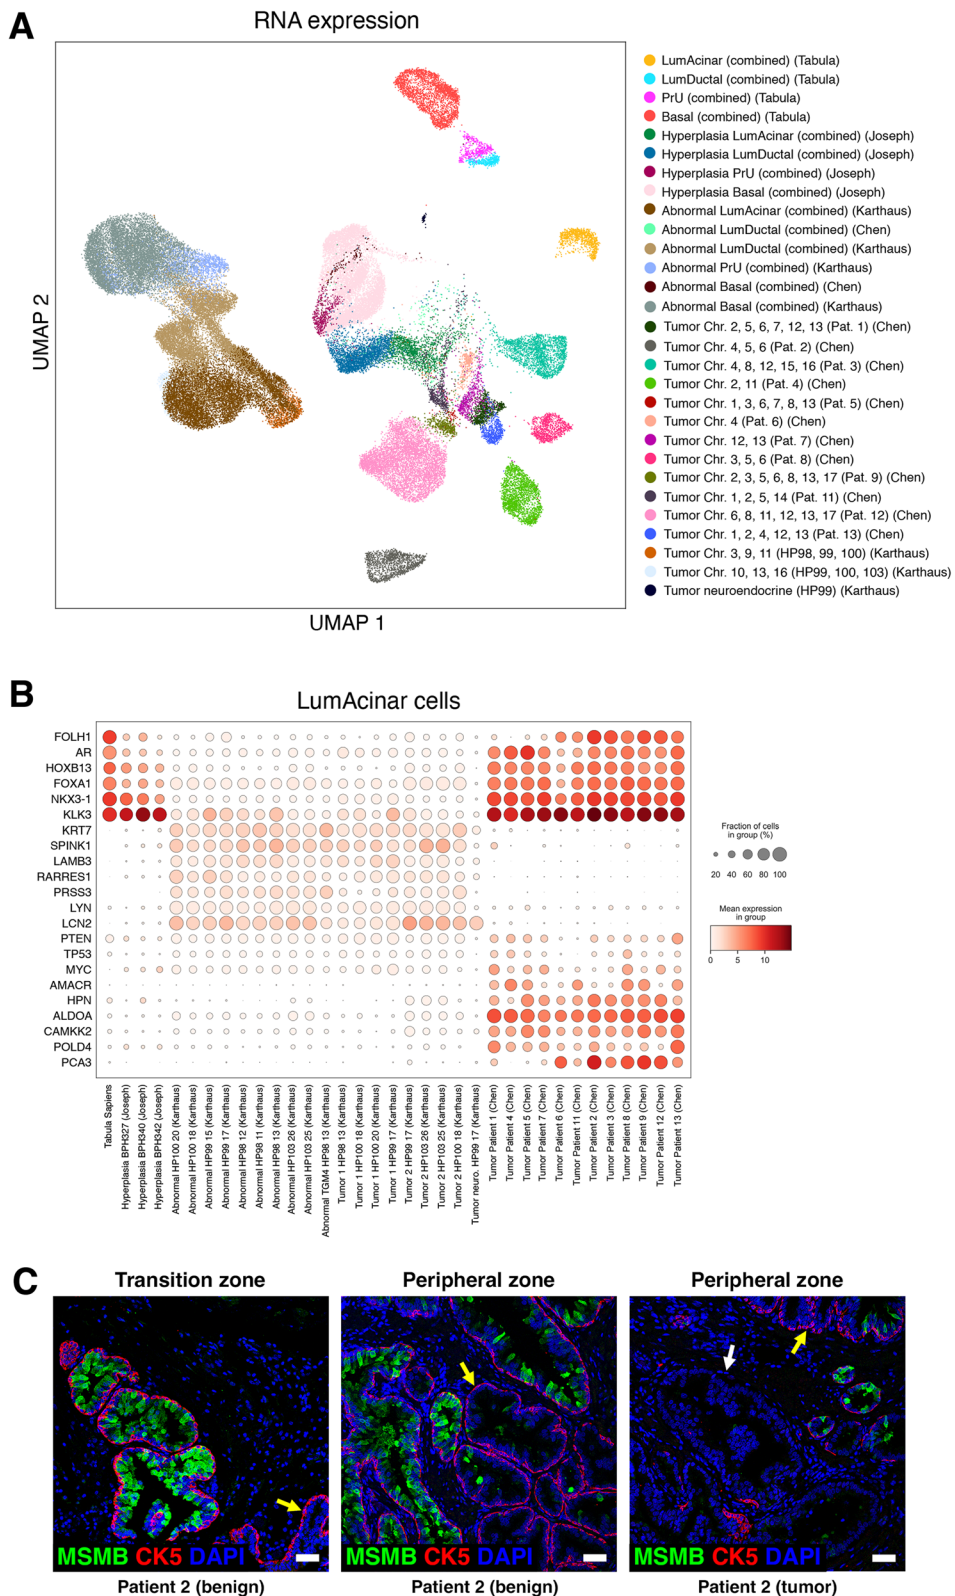 A
RNA expression
UMAP 2
UMAP 1
LumAcinar (combined) (Tabula)
LumDuctal (combined) (Tabula)
PrU (combined) (Tabula)
Basal (combined) (Tabula)
Hyperplasia LumAcinar (combined) (Joseph)
Hyperplasia LumDuctal (combined) (Joseph)
Hyperplasia PrU (combined) (Joseph)
Hyperplasia Basal (combined) (Joseph)
Abnormal LumAcinar (combined) (Karthaus)
Abnormal LumDuctal (combined) (Chen)
Abnormal LumDuctal (combined) (Karthaus)
Abnormal PrU (combined) (Karthaus)
Abnormal Basal (combined) (Chen)
Abnormal Basal (combined) (Karthaus)
Tumor Chr. 2, 5, 6, 7, 12, 13 (Pat. 1) (Chen)
Tumor Chr. 4, 5, 6 (Pat. 2) (Chen)
Tumor Chr. 4, 8, 12, 15, 16 (Pat. 3) (Chen)
Tumor Chr. 2, 11 (Pat. 4) (Chen)
Tumor Chr. 1, 3, 6, 7, 8, 13 (Pat. 5) (Chen)
Tumor Chr. 4 (Pat. 6) (Chen)
Tumor Chr. 12, 13 (Pat. 7) (Chen)
Tumor Chr. 3, 5, 6 (Pat. 8) (Chen)
Tumor Chr. 2, 3, 5, 6, 8, 13, 17 (Pat. 9) (Chen)
Tumor Chr. 1, 2, 5, 14 (Pat. 11) (Chen)
Tumor Chr. 6, 8, 11, 12, 13, 17 (Pat. 12) (Chen)
Tumor Chr. 1, 2, 4, 12, 13 (Pat. 13) (Chen)
Tumor Chr. 3, 9, 11 (HP98, 99, 100) (Karthaus)
Tumor Chr. 10, 13, 16 (HP99, 100, 103) (Karthaus)
Tumor neuroendocrine (HP99) (Karthaus)
B
LumAcinar cells
FOLH1
AR
HOXB13
FOXA1
NKX3-1
KLK3
KRT7
SPINK1
LAMB3
RARRES1
PRSS3
LYN
LCN2
PTEN
TP53
MYC
AMACR
HPN
ALDOA
CAMKK2
POLD4
PCA3
Fraction of cells
in group (%)
20 40 60 80 100
Mean expression
in group
0 5 10
Tabula Sapiens
Hyperplasia BPH327 (Joseph)
Hyperplasia BPH340 (Joseph)
Hyperplasia BPH342 (Joseph)
Abnormal HP100 20 (Karthaus)
Abnormal HP100 18 (Karthaus)
Abnormal HP99 15 (Karthaus)
Abnormal HP99 17 (Karthaus)
Abnormal HP98 12 (Karthaus)
Abnormal HP98 11 (Karthaus)
Abnormal HP98 13 (Karthaus)
Abnormal HP103 26 (Karthaus)
Abnormal HP103 25 (Karthaus)
Abnormal TGM4 HP98 13 (Karthaus)
Tumor 1 HP98 13 (Karthaus)
Tumor 1 HP100 18 (Karthaus)
Tumor 1 HP100 20 (Karthaus)
Tumor 1 HP99 17 (Karthaus)
Tumor 2 HP99 17 (Karthaus)
Tumor 2 HP103 26 (Karthaus)
Tumor 2 HP103 25 (Karthaus)
Tumor 2 HP100 18 (Karthaus)
Tumor neuro. HP99 17 (Karthaus)
Tumor Patient 1 (Chen)
Tumor Patient 4 (Chen)
Tumor Patient 5 (Chen)
Tumor Patient 7 (Chen)
Tumor Patient 6 (Chen)
Tumor Patient 11 (Chen)
Tumor Patient 2 (Chen)
Tumor Patient 3 (Chen)
Tumor Patient 8 (Chen)
Tumor Patient 9 (Chen)
Tumor Patient 12 (Chen)
Tumor Patient 13 (Chen)
C
Transition zone
Peripheral zone
Peripheral zone
MSMB CK5 DAPI
MSMB CK5 DAPI
MSMB CK5 DAPI
Patient 2 (benign)
Patient 2 (benign)
Patient 2 (tumor)